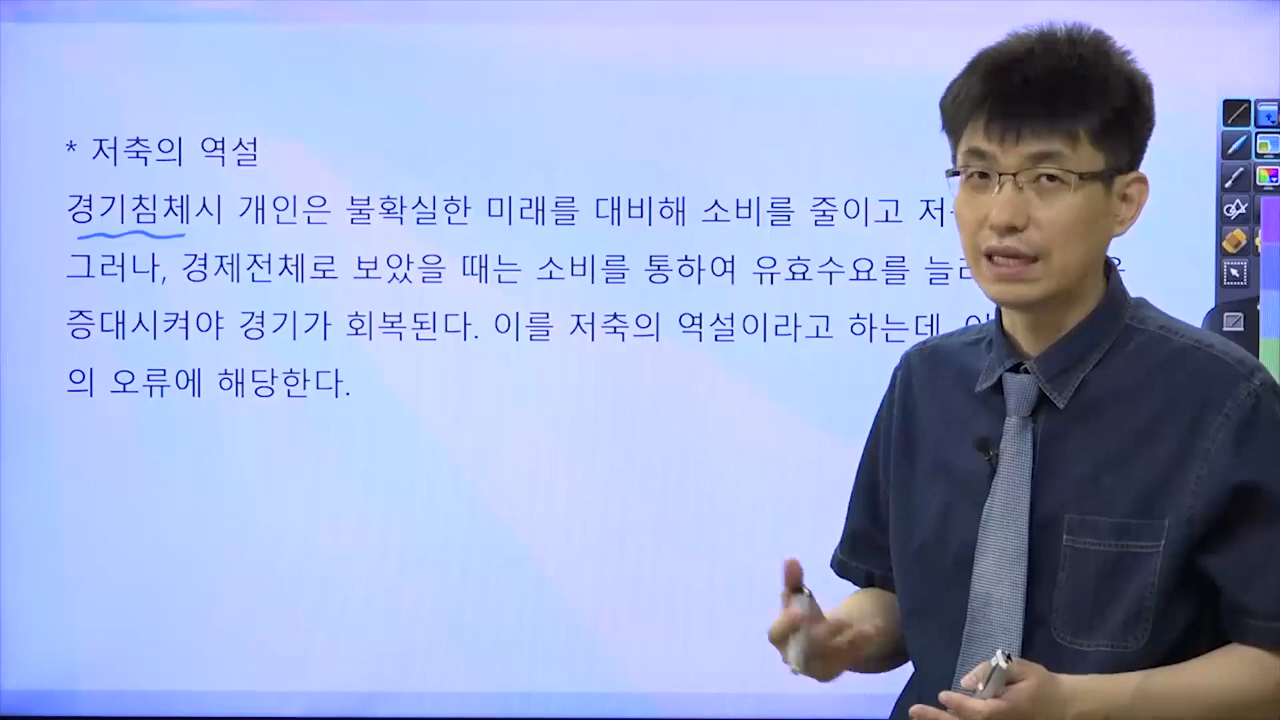 * 저축의 역설
경기침체시 개인은 불확실한 미래를 대비해 소비를 줄이고
그러나, 경제전체로 보았을 때는 소비를 통하여 유효수요를
증대시켜야 경기가 회복된다. 이를 저축의 역설이라고 하는데,
의 오류에 해당한다.